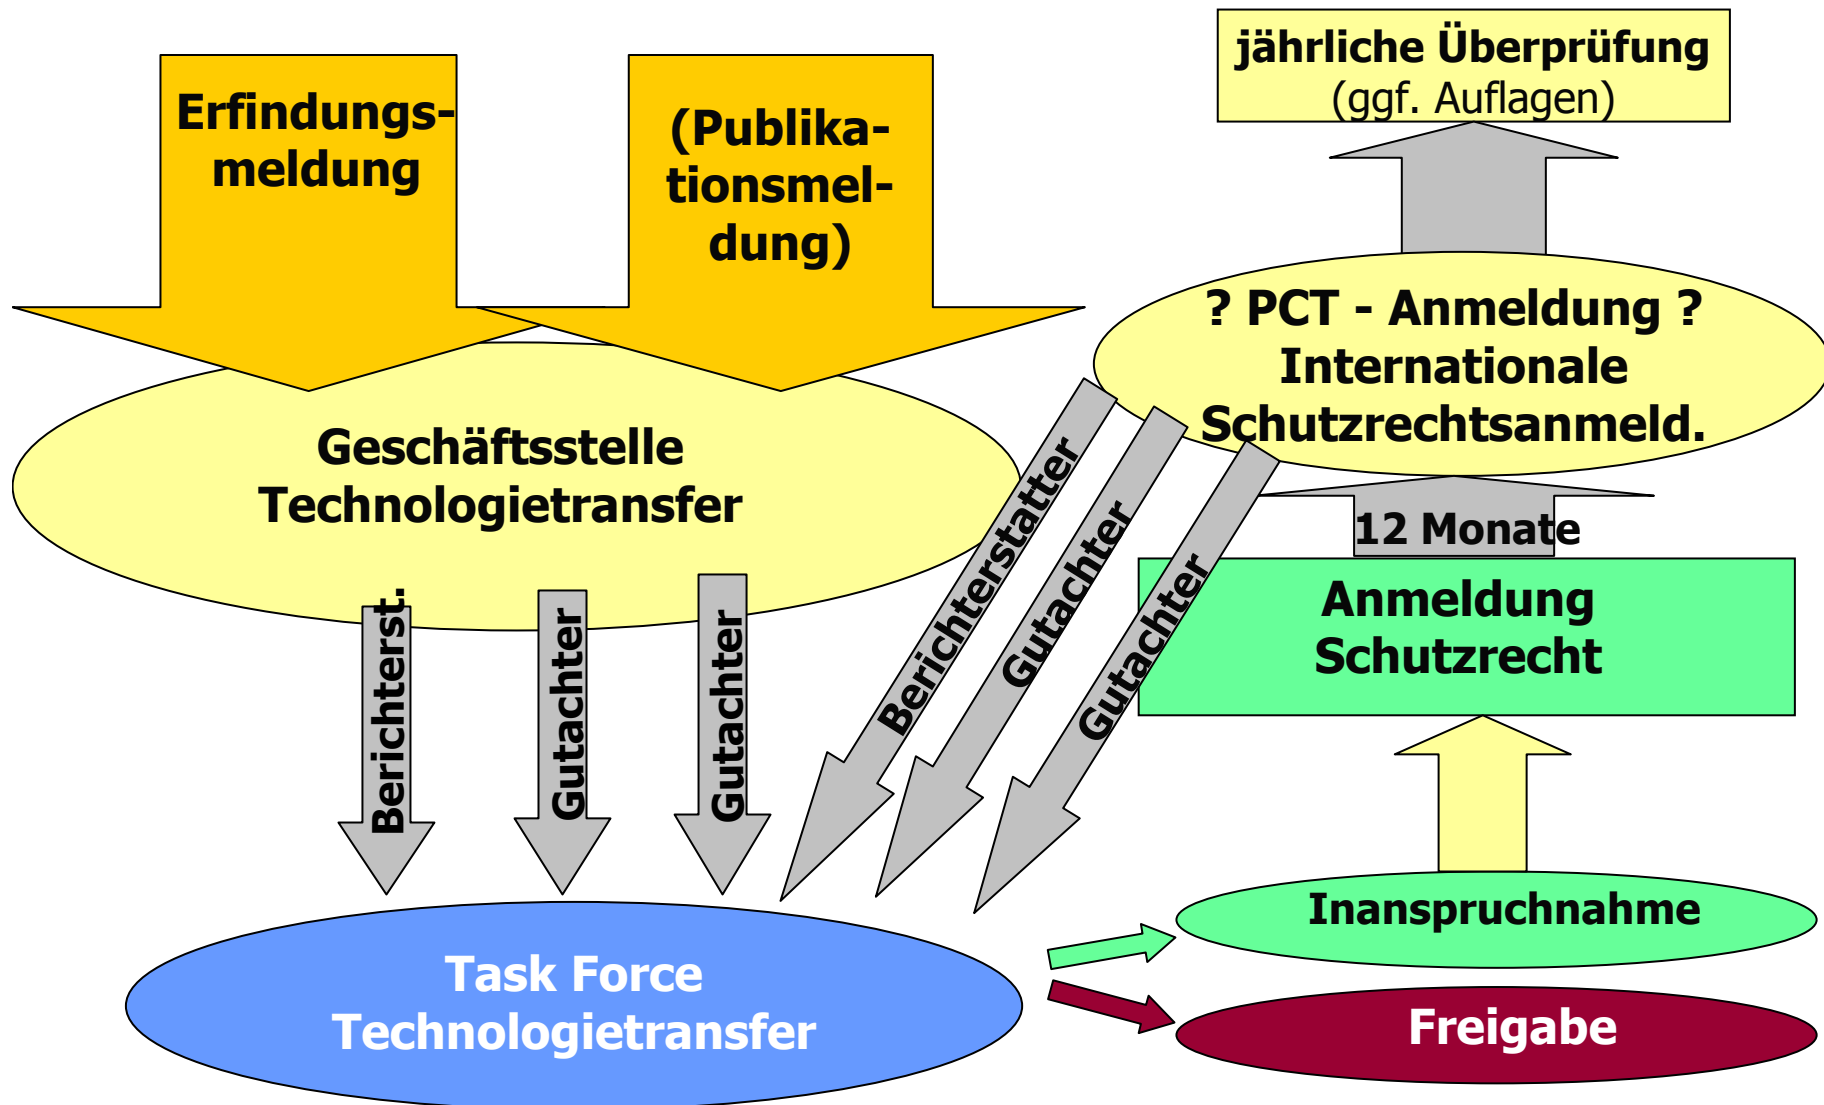 Erfindungs-
meldung
(Publika-
tionsmel-
dung)
jährliche Überprüfung
(ggf. Auflagen)
? PCT - Anmeldung ?
Internationale
Schutzrechtsanmeld.
Geschäftsstelle
Technologietransfer
12 Monate
Anmeldung
Schutzrecht
Berichterst.
Gutachter
Gutachter
Berichterstatter
Gutachter
Gutachter
Inanspruchnahme
Task Force
Technologietransfer
Freigabe